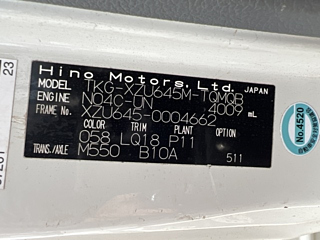 Hino Motors, Ltd. JAPAN
MODEL TKG-XZU645M-TQMQB
ENGINE N04C-UN 4009 mL
FRAME No. XZU645-0004662
COLOR TRIM PLANT OPTION
058 LQ18 P11
TRANS./AXLE M550 B10A 511
23
No.4520